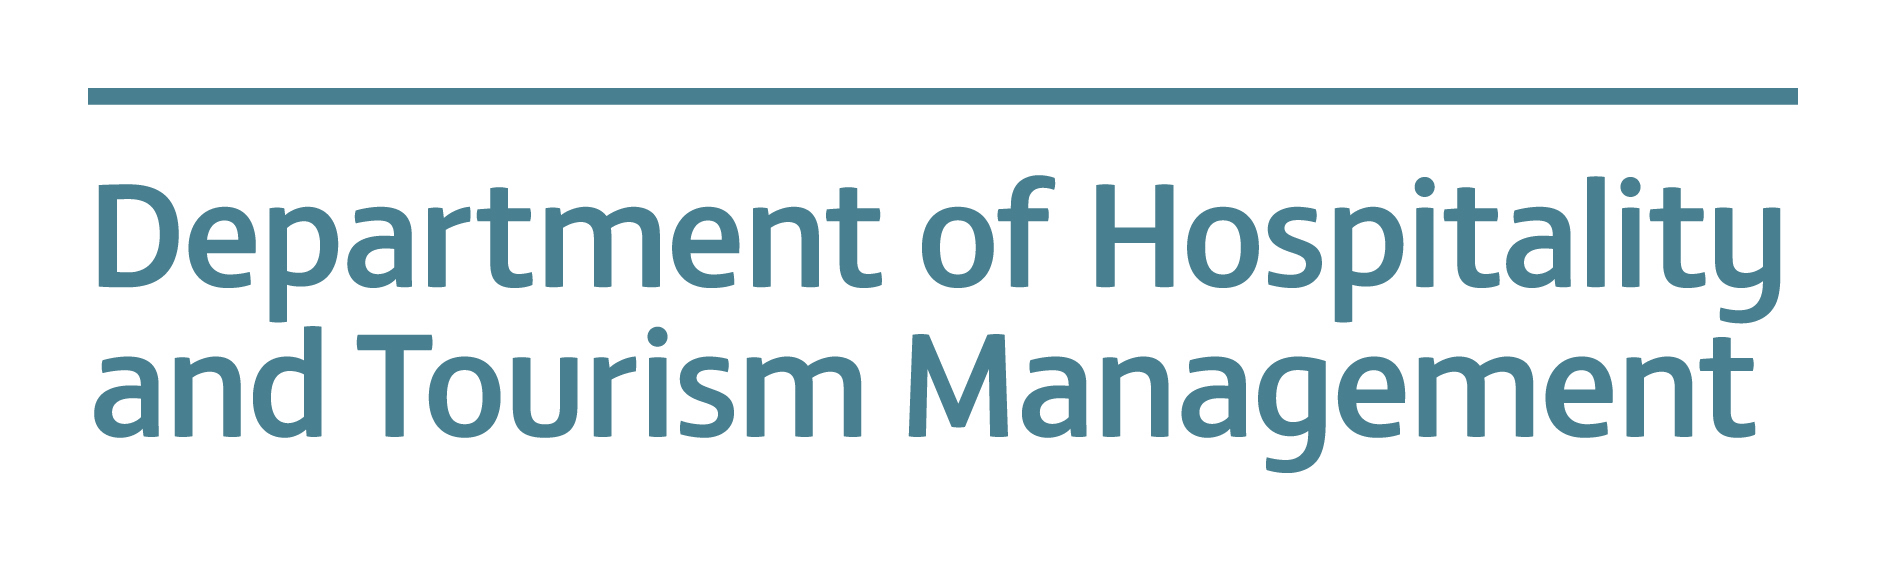 Department of Hospitality
and Tourism Management